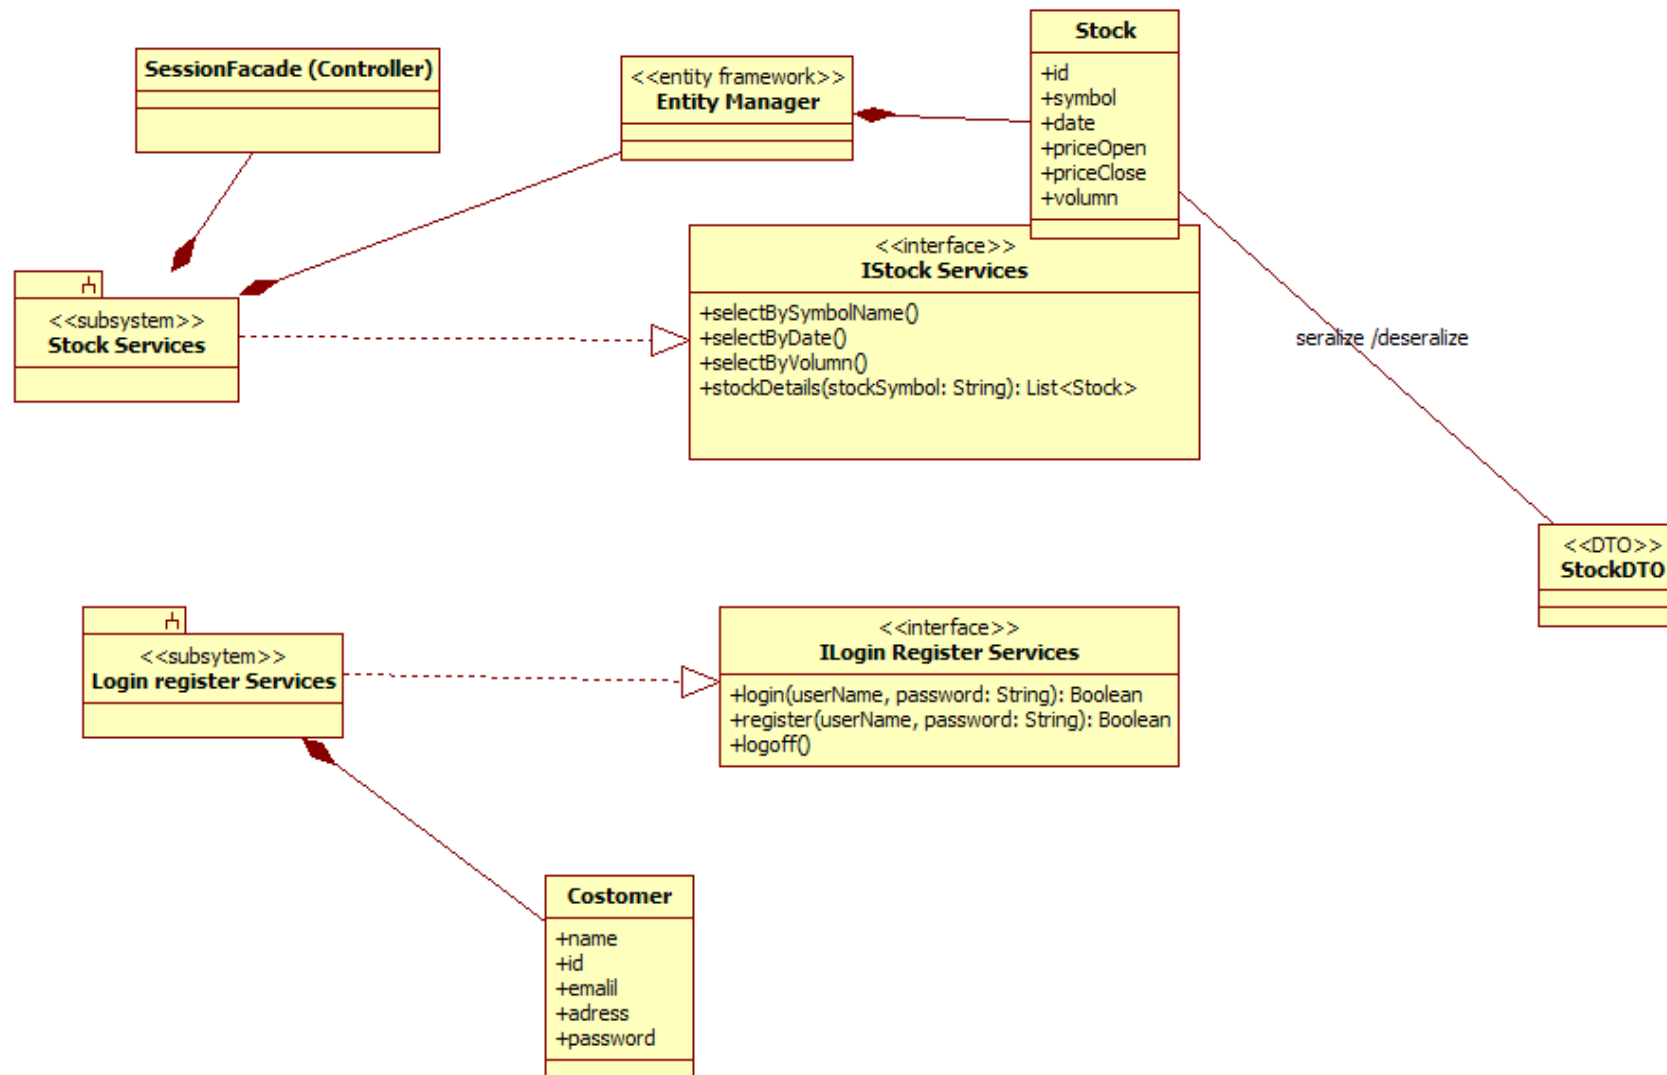 SessionFacade (Controller)
<<entity framework>>
Entity Manager
Stock
+id
+symbol
+date
+priceOpen
+priceClose
+volumn
<<subsystem>>
Stock Services
<<interface>>
IStock Services
+selectBySymbolName()
+selectByDate()
+selectByVolumn()
+stockDetails(stockSymbol: String): List<Stock>
seralize /deseralize
<<DTO>>
StockDTO
<<subsytem>>
Login register Services
<<interface>>
ILogin Register Services
+login(userName, password: String): Boolean
+register(userName, password: String): Boolean
+logoff()
Costomer
+name
+id
+emalil
+adress
+password